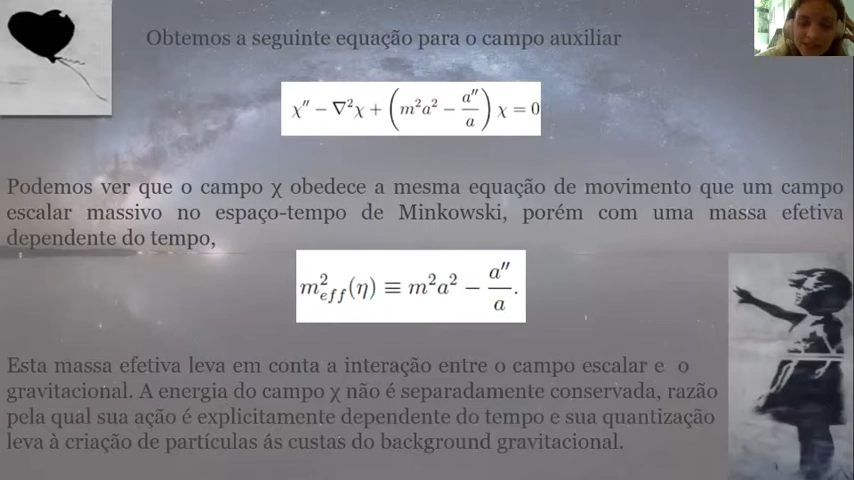 Obtemos a seguinte equação para o campo auxiliar
χ′′ − ∇²χ + (m²a² − a′′/a) χ = 0
Podemos ver que o campo χ obedece a mesma equação de movimento que um campo
escalar massivo no espaço-tempo de Minkowski, porém com uma massa efetiva
dependente do tempo,
m²_eff(η) ≡ m²a² − a′′/a.
Esta massa efetiva leva em conta a interação entre o campo escalar e o
gravitacional. A energia do campo χ não é separadamente conservada, razão
pela qual sua ação é explicitamente dependente do tempo e sua quantização
leva à criação de partículas ás custas do background gravitacional.